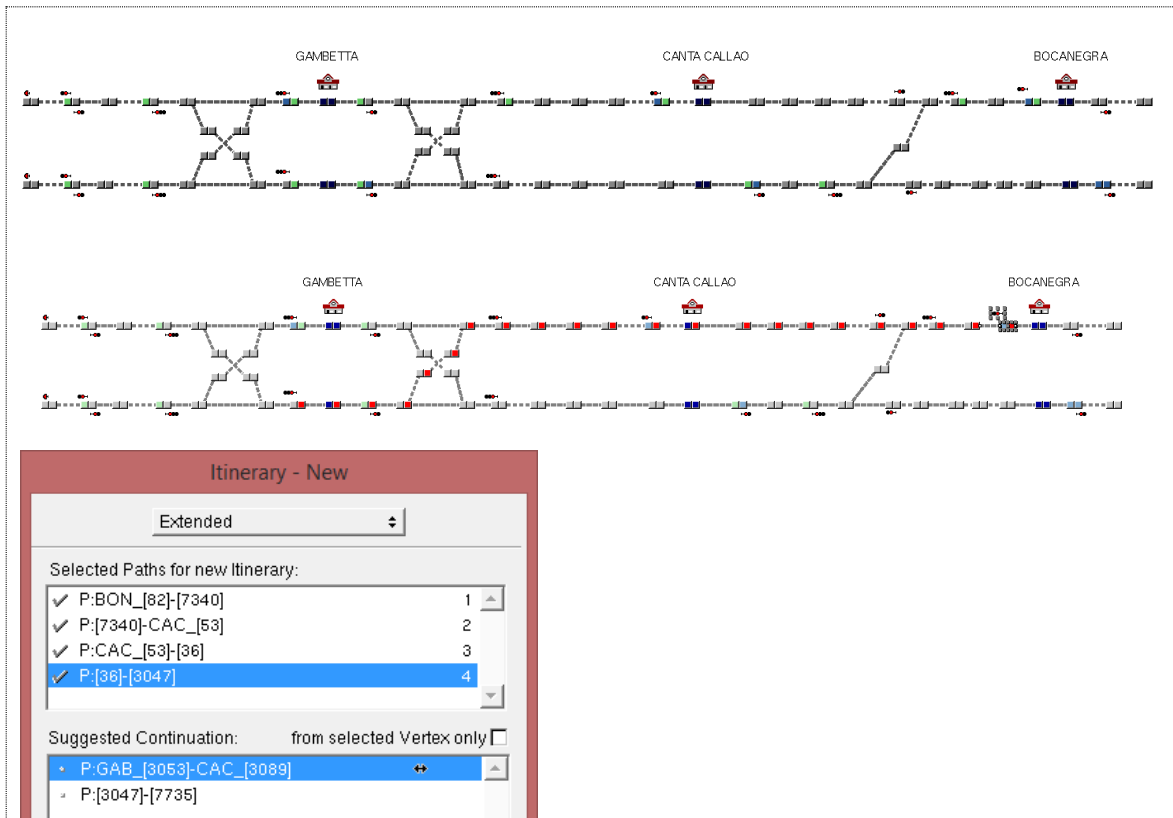 GAMBETTA CANTA CALLAO BOCANEGRA
GAMBETTA CANTA CALLAO BOCANEGRA
Itinerary - New
Extended
Selected Paths for new Itinerary:
P:BON_[82]-[7340] 1
P:[7340]-CAC_[53] 2
P:CAC_[53]-[36] 3
P:[36]-[3047] 4
Suggested Continuation: from selected Vertex only
P:GAB_[3053]-CAC_[3089]
P:[3047]-[7735]